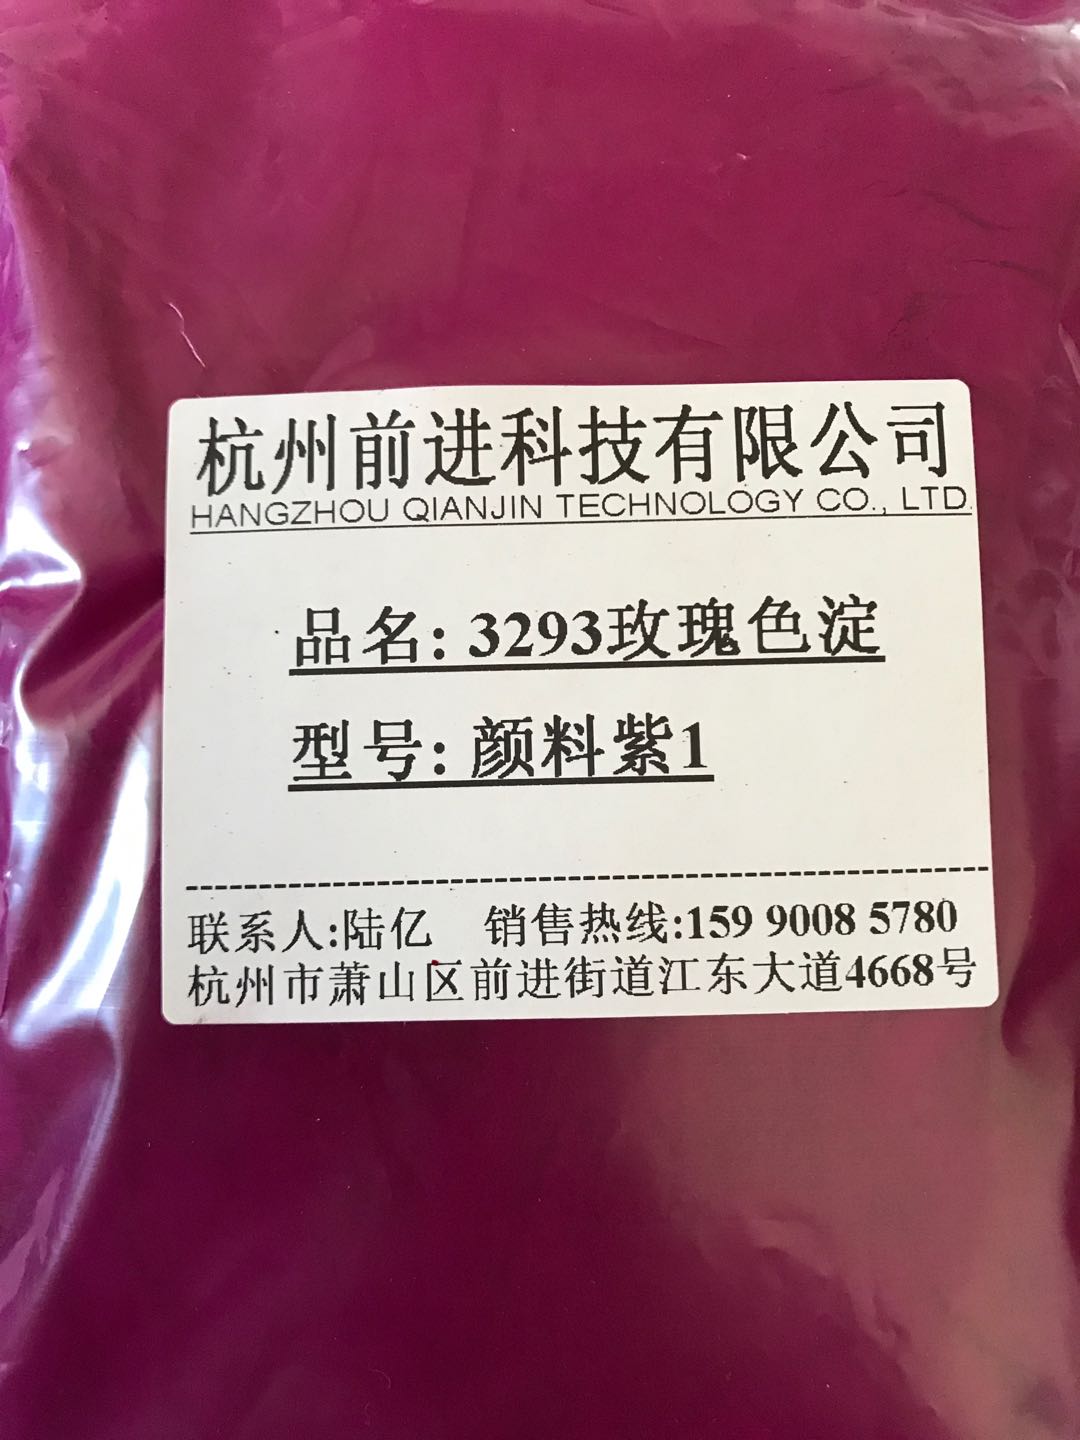 杭州前进科技有限公司
HANGZHOU QIANJIN TECHNOLOGY CO., LTD.
品名: 3293玫瑰色淀
型号: 颜料紫1
联系人:陆亿 销售热线:159 9008 5780
杭州市萧山区前进街道江东大道4668号